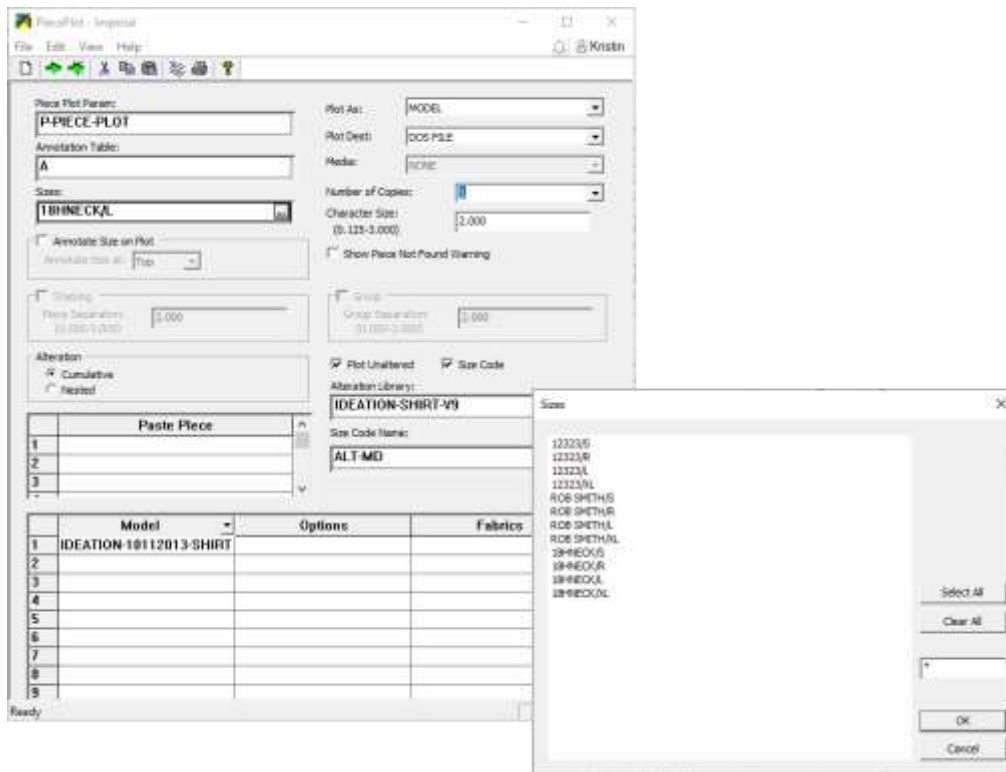 PiecePlot - Imperial
File Edit View Help
Kristin
Piece Plot Param:
P-PIECE-PLOT
Annotation Table:
A
Sizes:
18HNECK/L
Annotate Size on Plot
Annotate Size at: Top
Stacking
Piece Separation:
2.000
Alteration
Cumulative
Nested
Paste Piece
1
2
3
Plot As: MODEL
Plot Dest: DOS FILE
Media: NONE
Number of Copies:
Character Size: 2.000
(0.125-3.000)
Show Piece Not Found Warning
Group
Group Separation:
2.000
Plot Unaltered Size Code
Alteration Library:
IDEATION-SHIRT-V9
Size Code Name:
ALT-MD
Model Options Fabrics
1 IDEATION-10112013-SHIRT
2
3
4
5
6
7
8
9
Ready
Sizes
12323/S
12323/R
12323/L
12323/XL
ROB SMITH/S
ROB SMITH/R
ROB SMITH/L
ROB SMITH/XL
18HNECK/S
18HNECK/R
18HNECK/L
18HNECK/XL
Select All
Clear All
*
OK
Cancel